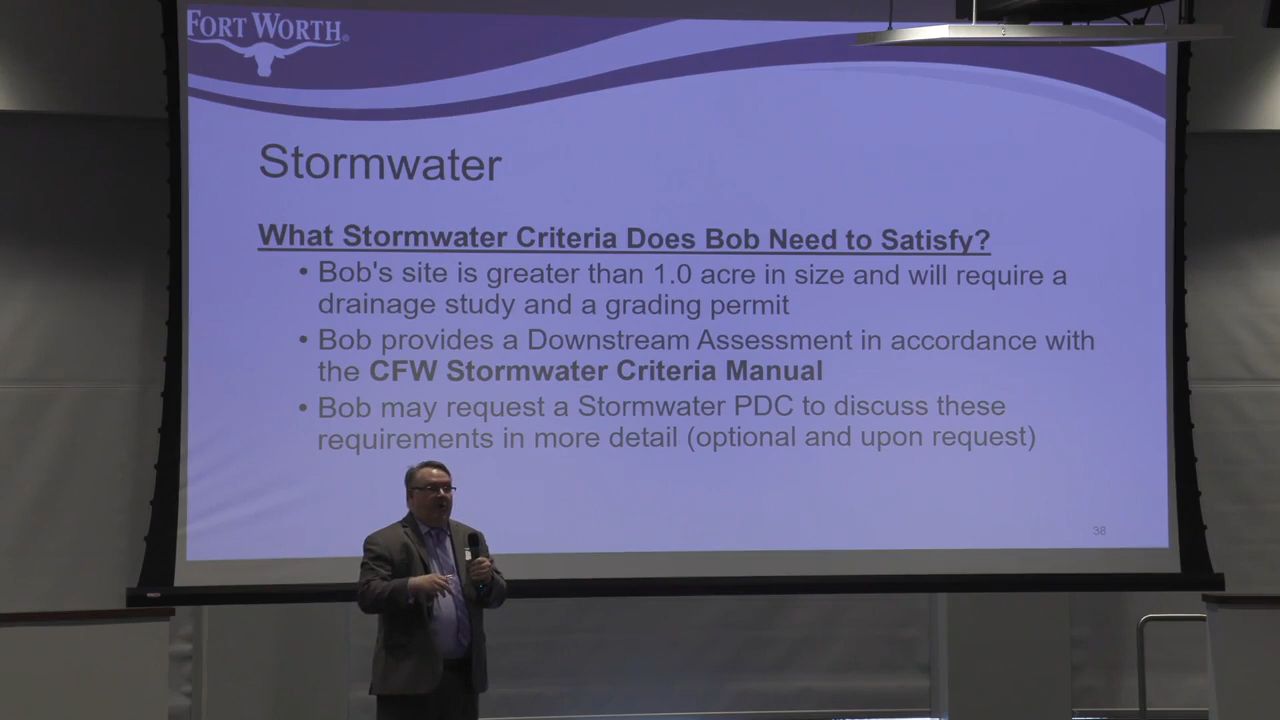 FORT WORTH®
Stormwater
What Stormwater Criteria Does Bob Need to Satisfy?
• Bob's site is greater than 1.0 acre in size and will require a
drainage study and a grading permit
• Bob provides a Downstream Assessment in accordance with
the CFW Stormwater Criteria Manual
• Bob may request a Stormwater PDC to discuss these
requirements in more detail (optional and upon request)
38